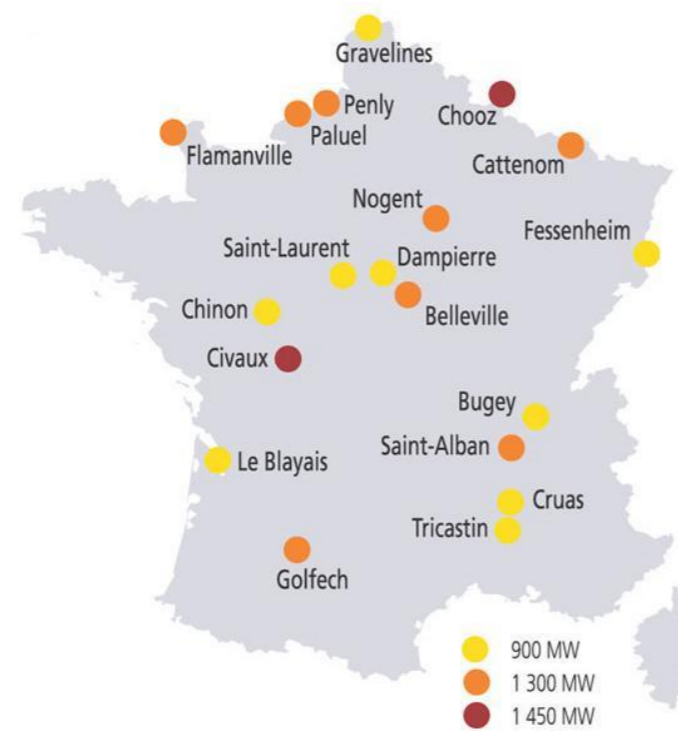 Gravelines
Penly
Chooz
Paluel
Flamanville
Cattenom
Nogent
Fessenheim
Saint-Laurent
Dampierre
Chinon
Belleville
Civaux
Bugey
Saint-Alban
Le Blayais
Cruas
Tricastin
Golfech
900 MW
1 300 MW
1 450 MW